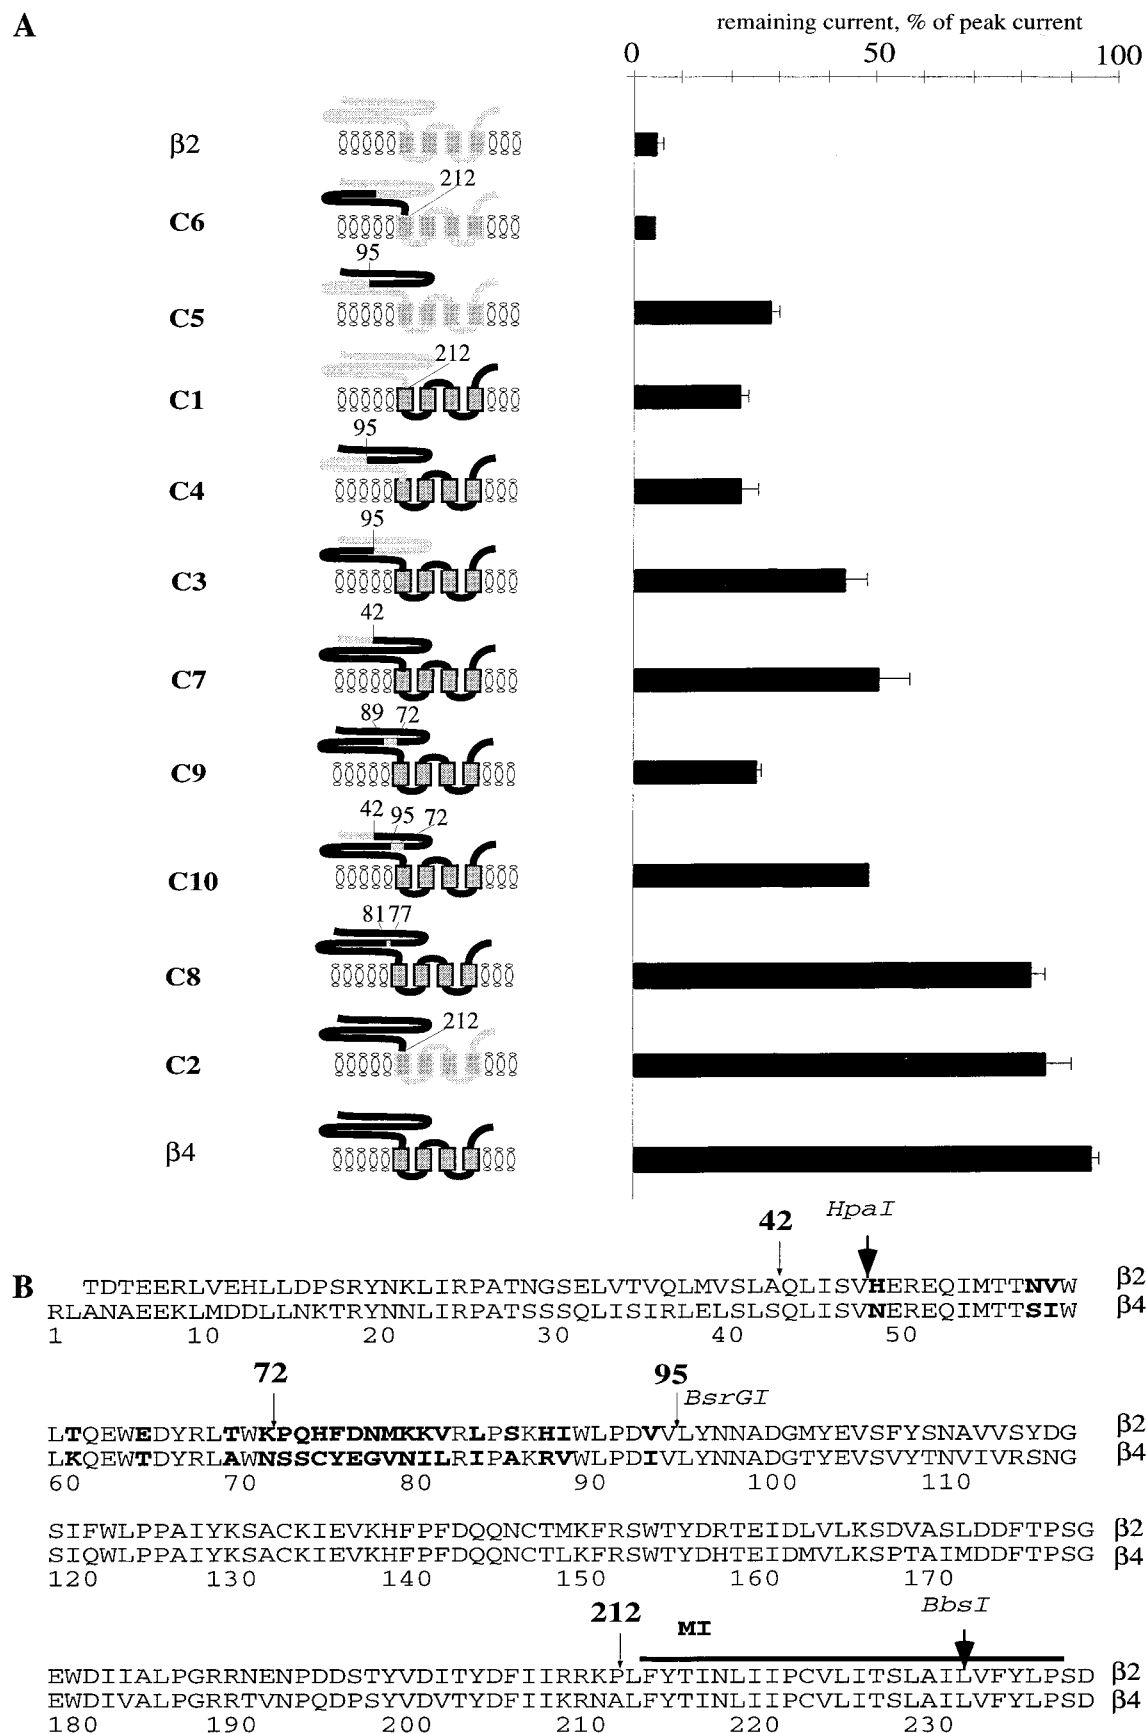 A
remaining current, % of peak current
0 50 100
β2
212
C6
95
C5
212
C1
95
C4
95
C3
42
C7
89 72
C9
42 95 72
C10
81 77
C8
212
C2
β4
B
42 HpaI
TDTEERLVEHLLDPSRYNKLIRPATNGSELVTVQLMVSLAQLISVHEREQIMTTNVW β2
RLANAEEKLMDDLLNKTRYNNLIRPATSSSQLISIRLELSLSQLISVNEREQIMTTSIW β4
1 10 20 30 40 50
72 95 BsrGI
LTQEWEDYRLTWKPQHFDNMKKVRLPSKHIWLPDVVLYNNADGMYEVSFYSNAVVSYDG β2
LKQEWTDYRLAWNSSCYEGVNILRIPAKRVWLPDIVLYNNADGTYEVSVYTNVIVRSNG β4
60 70 80 90 100 110
SIFWLPPAIYKSACKIEVKHFPFDQQNCTMKFRSWTYDRTEIDLVLKSDVASLDDFTPSG β2
SIQWLPPAIYKSACKIEVKHFPFDQQNCTLKFRSWTYDHTEIDMVLKSPTAIMDDFTPSG β4
120 130 140 150 160 170
212 MI BbsI
EWDIIALPGRRNENPDDSTYVDITYDFIIRRKPLFYTINLIIPCVLITSLAILVFYLPSD β2
EWDIVALPGRRTVNPQDPSYVDVTYDFIIKRNALFYTINLIIPCVLITSLAILVFYLPSD β4
180 190 200 210 220 230